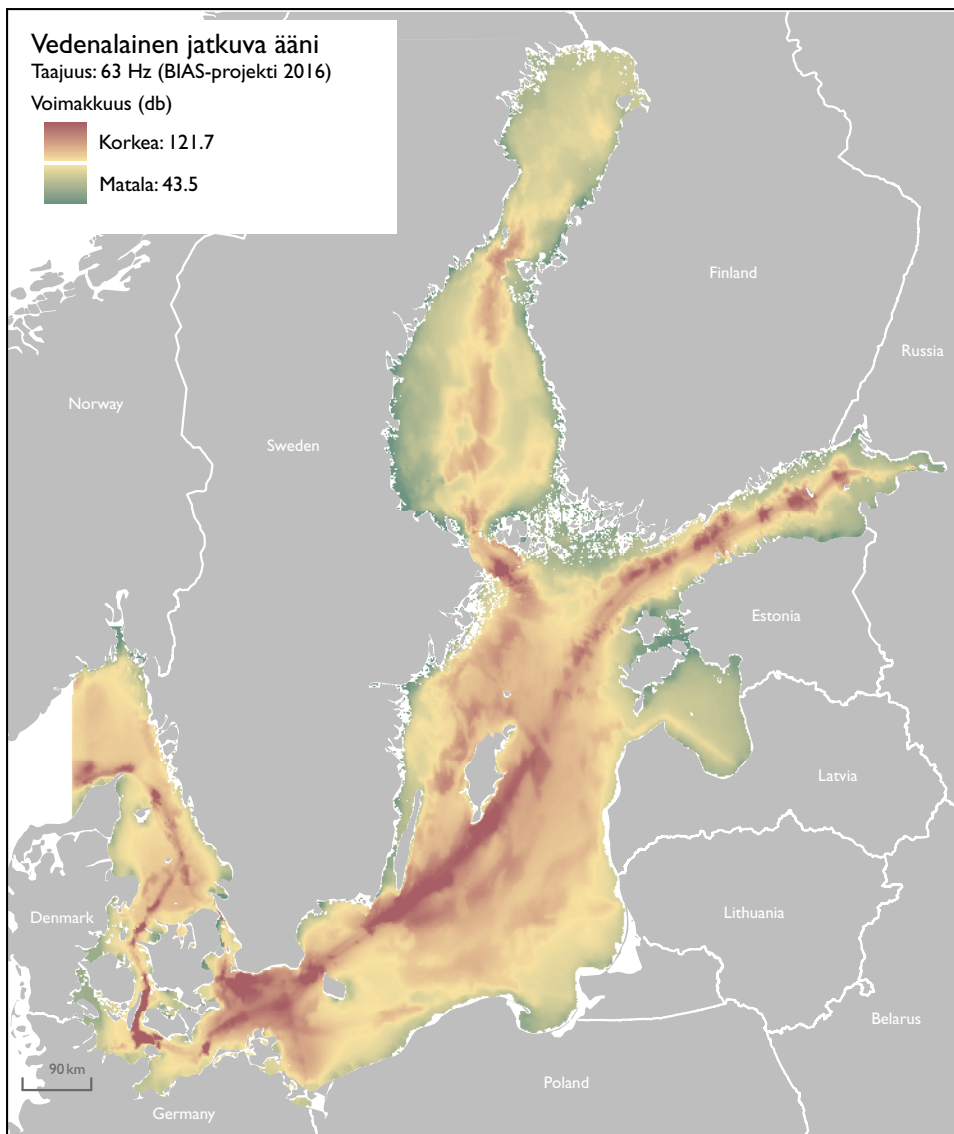 Vedenalainen jatkuva ääni
Taajuus: 63 Hz (BIAS-projekti 2016)
Voimakkuus (db)
Korkea: 121.7
Matala: 43.5
Finland
Russia
Norway
Sweden
Estonia
Latvia
Denmark
Lithuania
Belarus
90 km
Poland
Germany